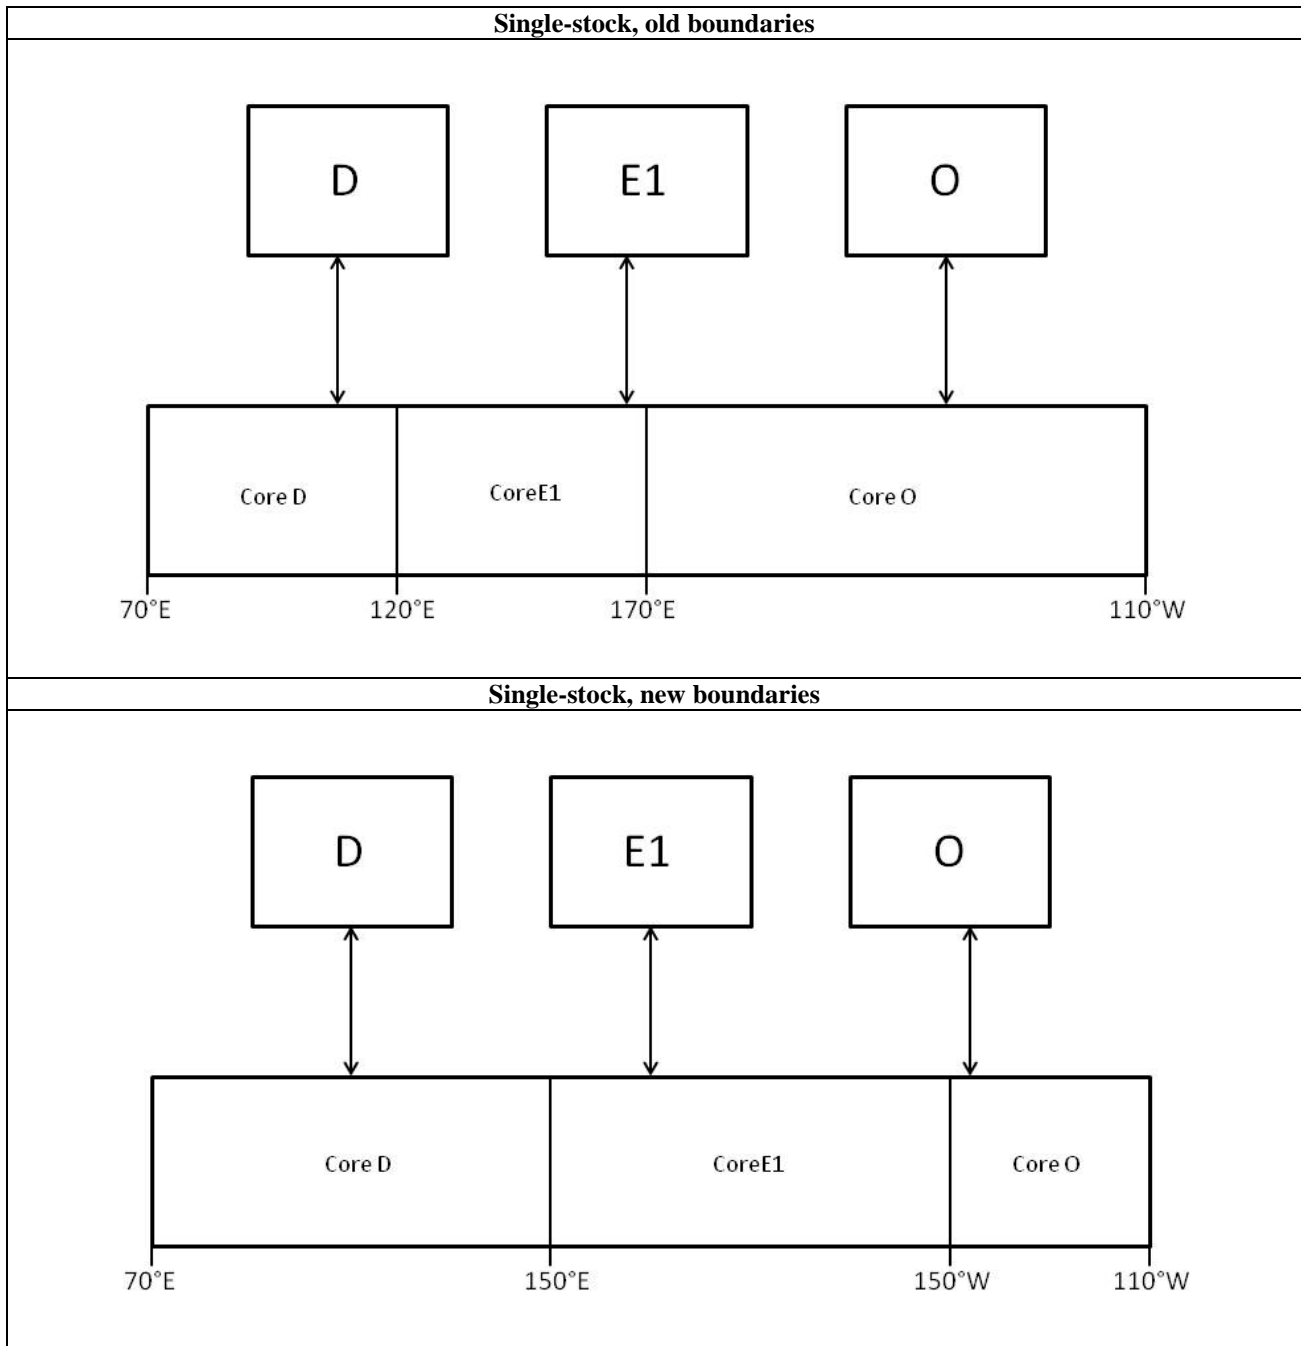 Single-stock, old boundaries
D E1 O
Core D CoreE1 Core O
70°E 120°E 170°E 110°W
Single-stock, new boundaries
D E1 O
Core D CoreE1 Core O
70°E 150°E 150°W 110°W